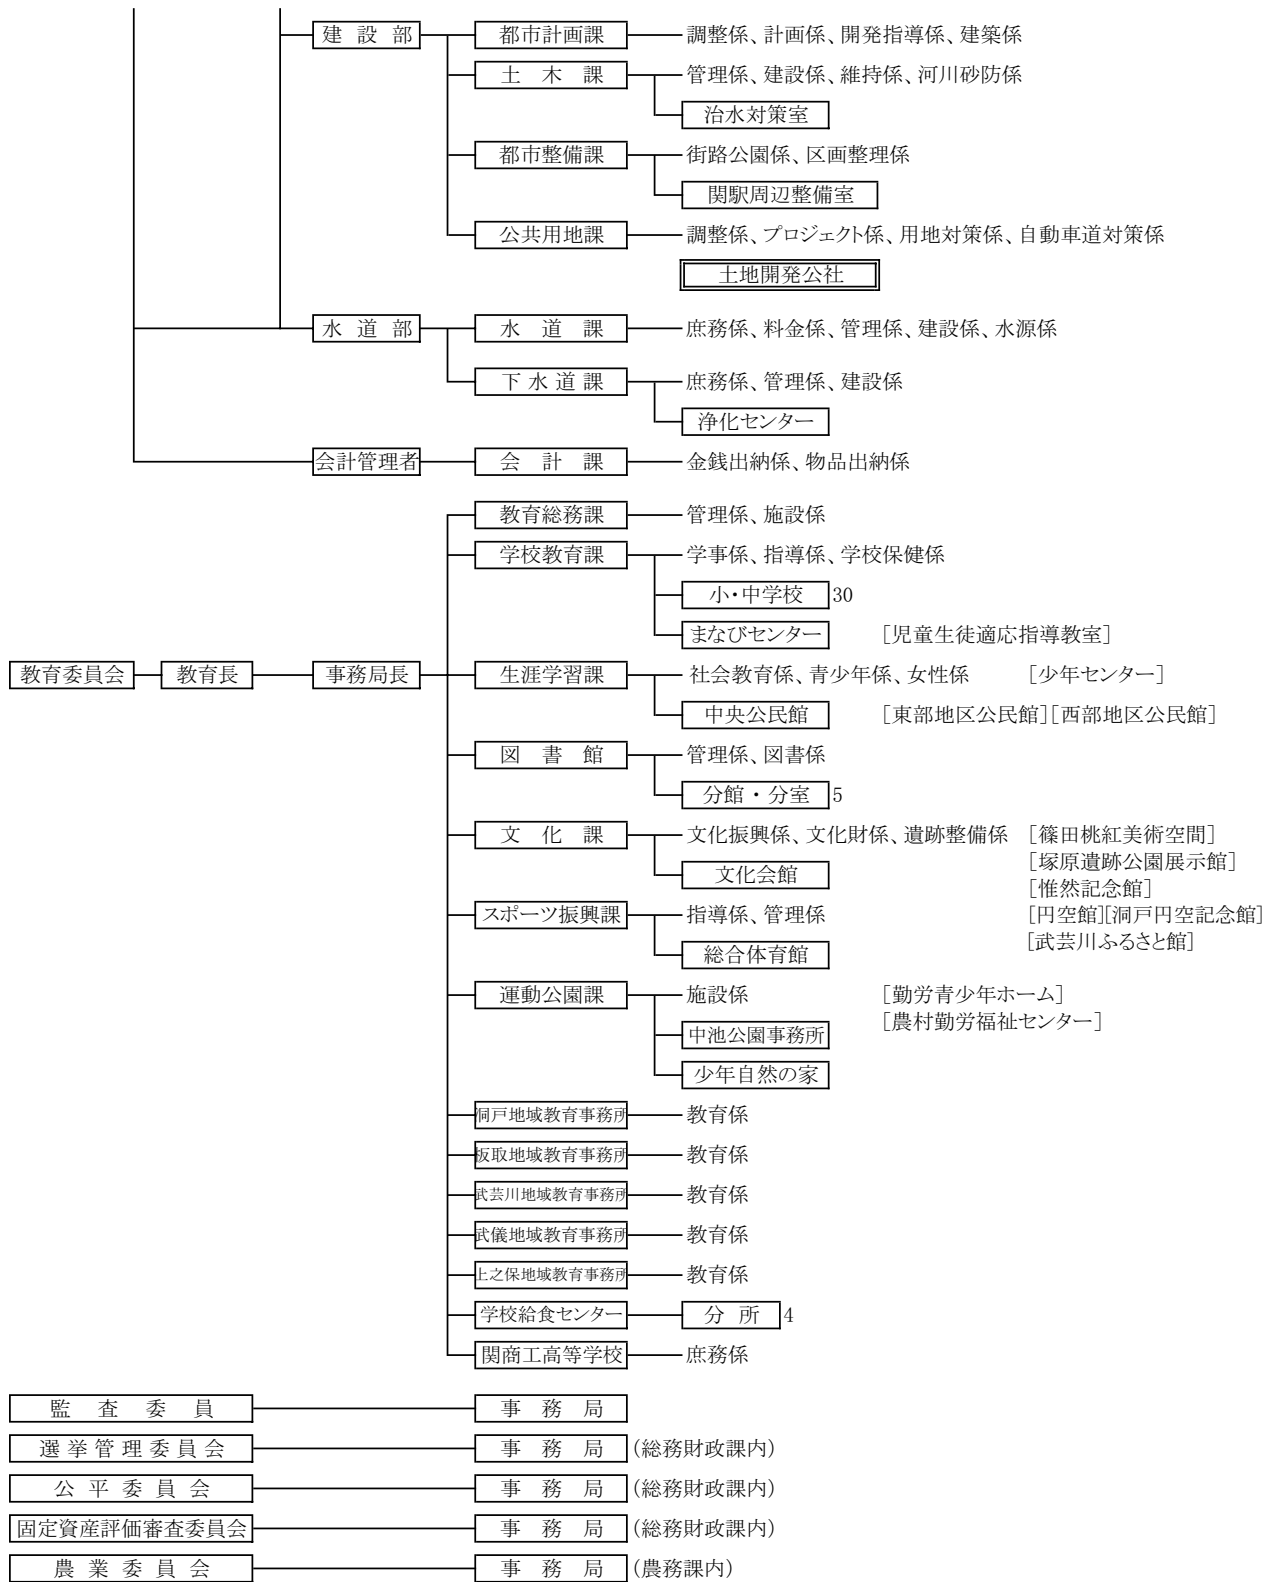 建設部 都市計画課 調整係、計画係、開発指導係、建築係
土木課 管理係、建設係、維持係、河川砂防係
治水対策室
都市整備課 街路公園係、区画整理係
関駅周辺整備室
公共用地課 調整係、プロジェクト係、用地対策係、自動車道対策係
土地開発公社
水道部 水道課 庶務係、料金係、管理係、建設係、水源係
下水道課 庶務係、管理係、建設係
浄化センター
会計管理者 会計課 金銭出納係、物品出納係
教育総務課 管理係、施設係
学校教育課 学事係、指導係、学校保健係
小・中学校 30
まなびセンター [児童生徒適応指導教室]
教育委員会 教育長 事務局長 生涯学習課 社会教育係、青少年係、女性係 [少年センター]
中央公民館 [東部地区公民館][西部地区公民館]
図書館 管理係、図書係
分館・分室 5
文化課 文化振興係、文化財係、遺跡整備係 [篠田桃紅美術空間]
[塚原遺跡公園展示館]
文化会館
[惟然記念館]
スポーツ振興課 指導係、管理係 [円空館][洞戸円空記念館]
[武芸川ふるさと館]
総合体育館
運動公園課 施設係 [勤労青少年ホーム]
[農村勤労福祉センター]
中池公園事務所
少年自然の家
洞戸地域教育事務所 教育係
板取地域教育事務所 教育係
武芸川地域教育事務所 教育係
武儀地域教育事務所 教育係
上之保地域教育事務所 教育係
学校給食センター 分所 4
関商工高等学校 庶務係
監査委員 事務局
選挙管理委員会 事務局 (総務財政課内)
公平委員会 事務局 (総務財政課内)
固定資産評価審査委員会 事務局 (総務財政課内)
農業委員会 事務局 (農務課内)